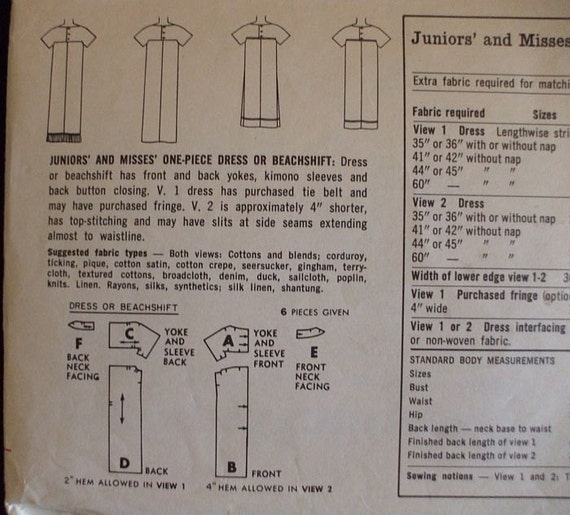 JUNIORS' AND MISSES' ONE-PIECE DRESS OR BEACHSHIFT: Dress
or beachshift has front and back yokes, kimono sleeves and
back button closing. V. 1 dress has purchased tie belt and
may have purchased fringe. V. 2 is approximately 4" shorter,
has top-stitching and may have slits at side seams extending
almost to waistline.
Suggested fabric types — Both views: Cottons and blends; corduroy,
ticking, pique, cotton satin, cotton crepe, seersucker, gingham, terry-
cloth, textured cottons, broadcloth, denim, duck, sailcloth, poplin,
knits. Linen. Rayons, silks, synthetics; silk linen, shantung.
DRESS OR BEACHSHIFT
6 PIECES GIVEN
F
BACK
NECK
FACING
C
YOKE
AND
SLEEVE
BACK
A
YOKE
AND
SLEEVE
FRONT
E
FRONT
NECK
FACING
D
BACK
B
FRONT
2" HEM ALLOWED IN VIEW 1
4" HEM ALLOWED IN VIEW 2
Juniors' and Misses
Extra fabric required for matchi
Fabric required Sizes
View 1 Dress Lengthwise stri
35" or 36" with or without nap
41" or 42" without nap
44" or 45" " "
60" — "
View 2 Dress
35" or 36" with or without nap
41" or 42" without nap
44" or 45" " "
60" — "
Width of lower edge view 1-2 3
View 1 Purchased fringe (optio
4" wide
View 1 or 2 Dress interfacing
or non-woven fabric.
STANDARD BODY MEASUREMENTS
Sizes
Bust
Waist
Hip
Back length — neck base to waist
Finished back length of view 1
Finished back length of view 2
Sewing notions — View 1 and 2: T